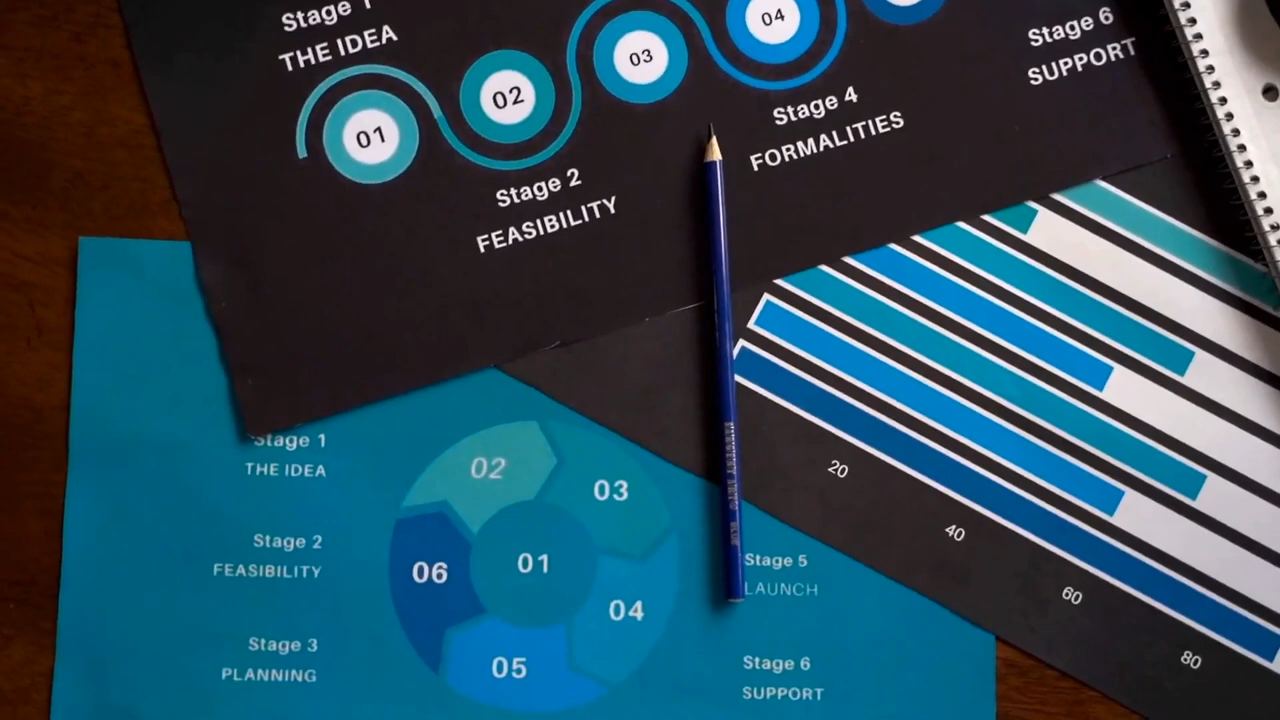 Stage 1
THE IDEA
01
02
03
04
Stage 2
FEASIBILITY
Stage 4
FORMALITIES
Stage 6
SUPPORT
Stage 1
THE IDEA
Stage 2
FEASIBILITY
Stage 3
PLANNING
02
03
01
06
04
05
Stage 5
LAUNCH
Stage 6
SUPPORT
20
40
60
80